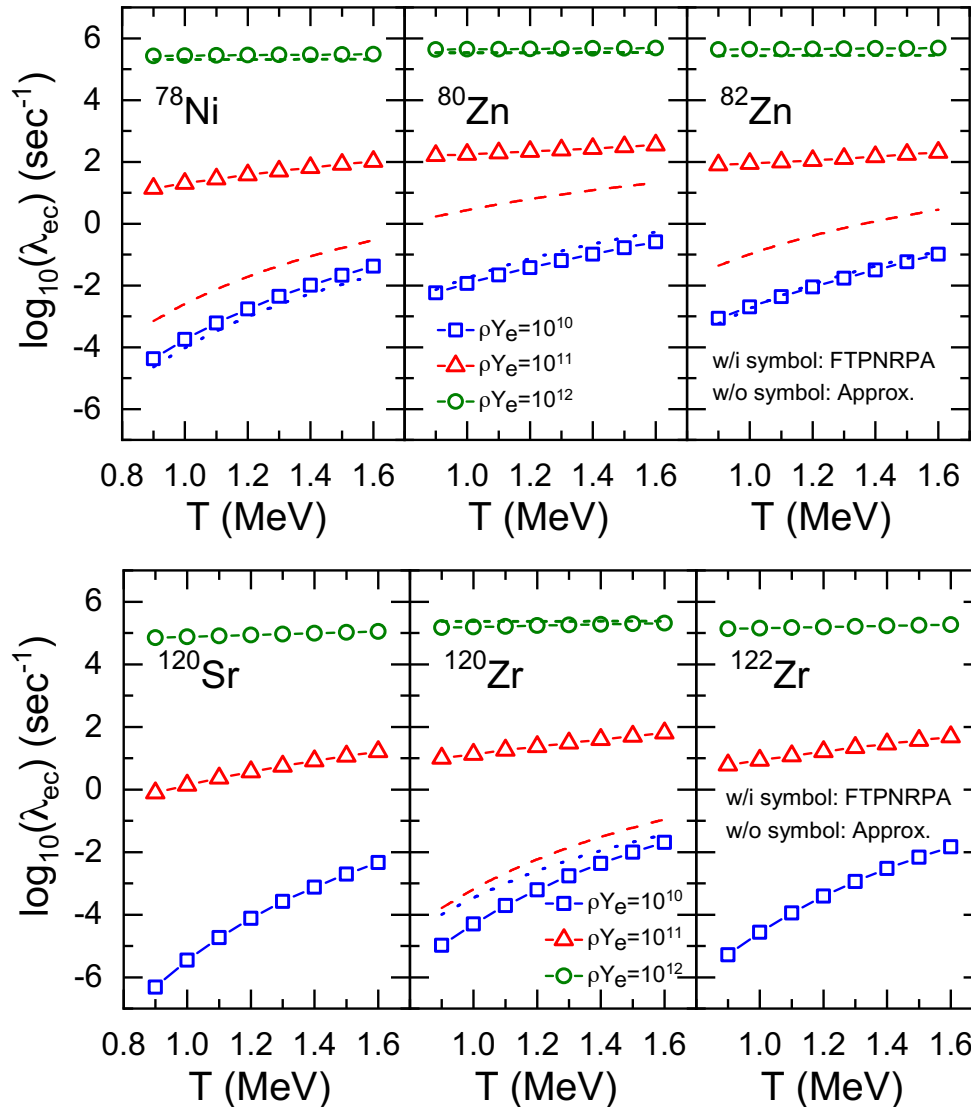 log₁₀(λₑc) (sec⁻¹)
6
4
2
0
-2
-4
-6
⁷⁸Ni
⁸⁰Zn
⁸²Zn
ρYₑ=10¹⁰
ρYₑ=10¹¹
ρYₑ=10¹²
w/i symbol: FTPNRPA
w/o symbol: Approx.
0.8 1.0 1.2 1.4 1.6 1.0 1.2 1.4 1.6 1.0 1.2 1.4 1.6
T (MeV) T (MeV) T (MeV)
log₁₀(λₑc) (sec⁻¹)
6
4
2
0
-2
-4
-6
¹²⁰Sr
¹²⁰Zr
¹²²Zr
w/i symbol: FTPNRPA
w/o symbol: Approx.
ρYₑ=10¹⁰
ρYₑ=10¹¹
ρYₑ=10¹²
0.8 1.0 1.2 1.4 1.6 1.0 1.2 1.4 1.6 1.0 1.2 1.4 1.6
T (MeV) T (MeV) T (MeV)